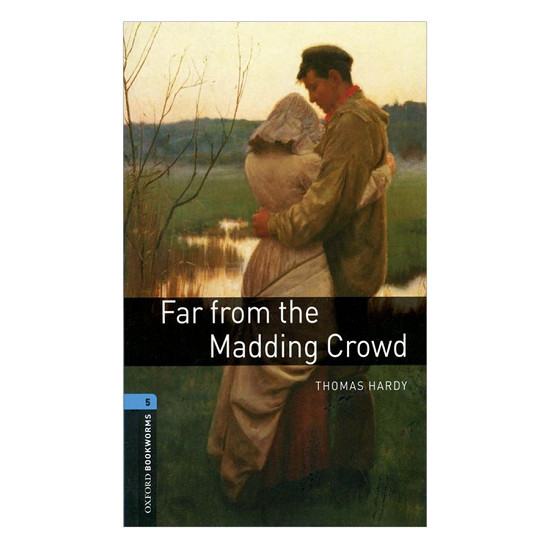 Far from the
Madding Crowd
THOMAS HARDY
5
OXFORD BOOKWORMS